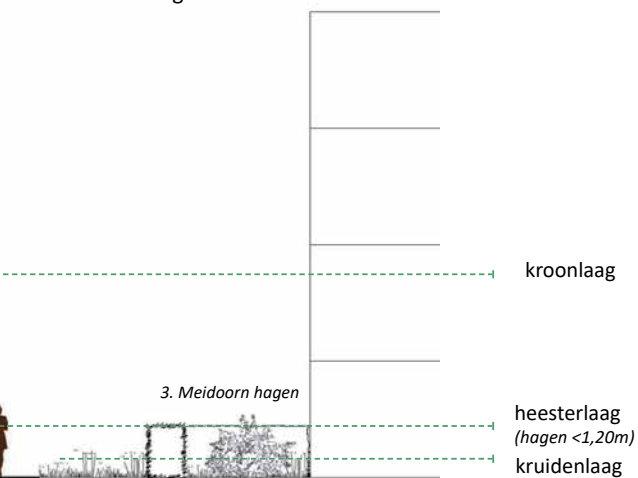 kroonlaag
3. Meidoorn hagen
heesterlaag
(hagen <1,20m)
kruidenlaag